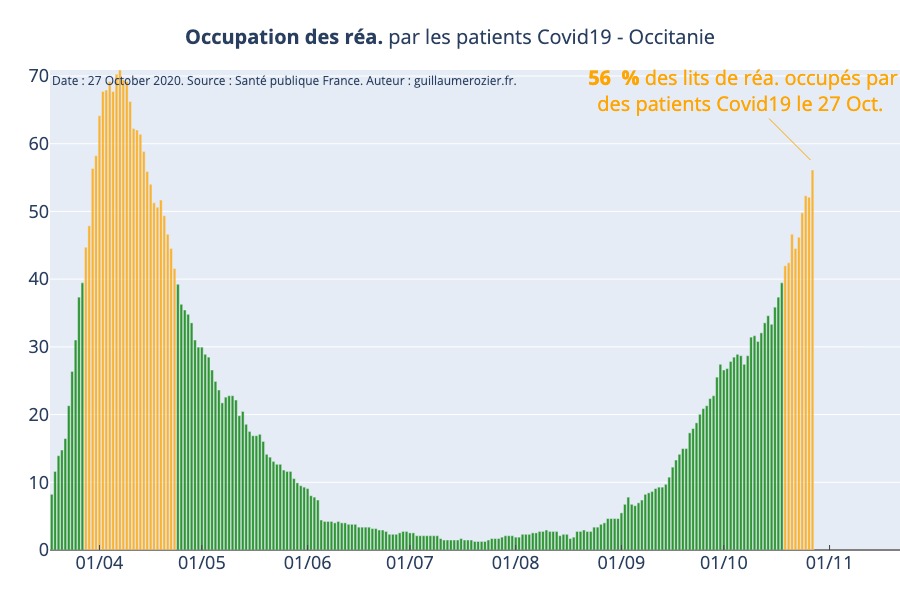 Occupation des réa. par les patients Covid19 - Occitanie
Date : 27 October 2020. Source : Santé publique France. Auteur : guillaumerozier.fr.
56 % des lits de réa. occupés par
des patients Covid19 le 27 Oct.
70
60
50
40
30
20
10
0
01/04 01/05 01/06 01/07 01/08 01/09 01/10 01/11